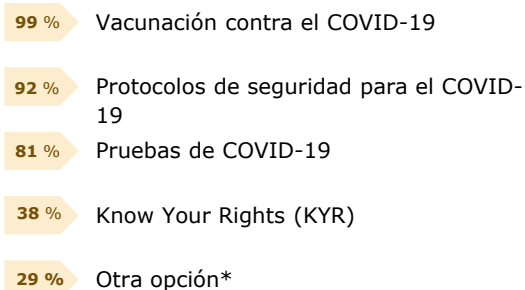 99 % Vacunación contra el COVID-19
92 % Protocolos de seguridad para el COVID-
19
81 % Pruebas de COVID-19
38 % Know Your Rights (KYR)
29 % Otra opción*